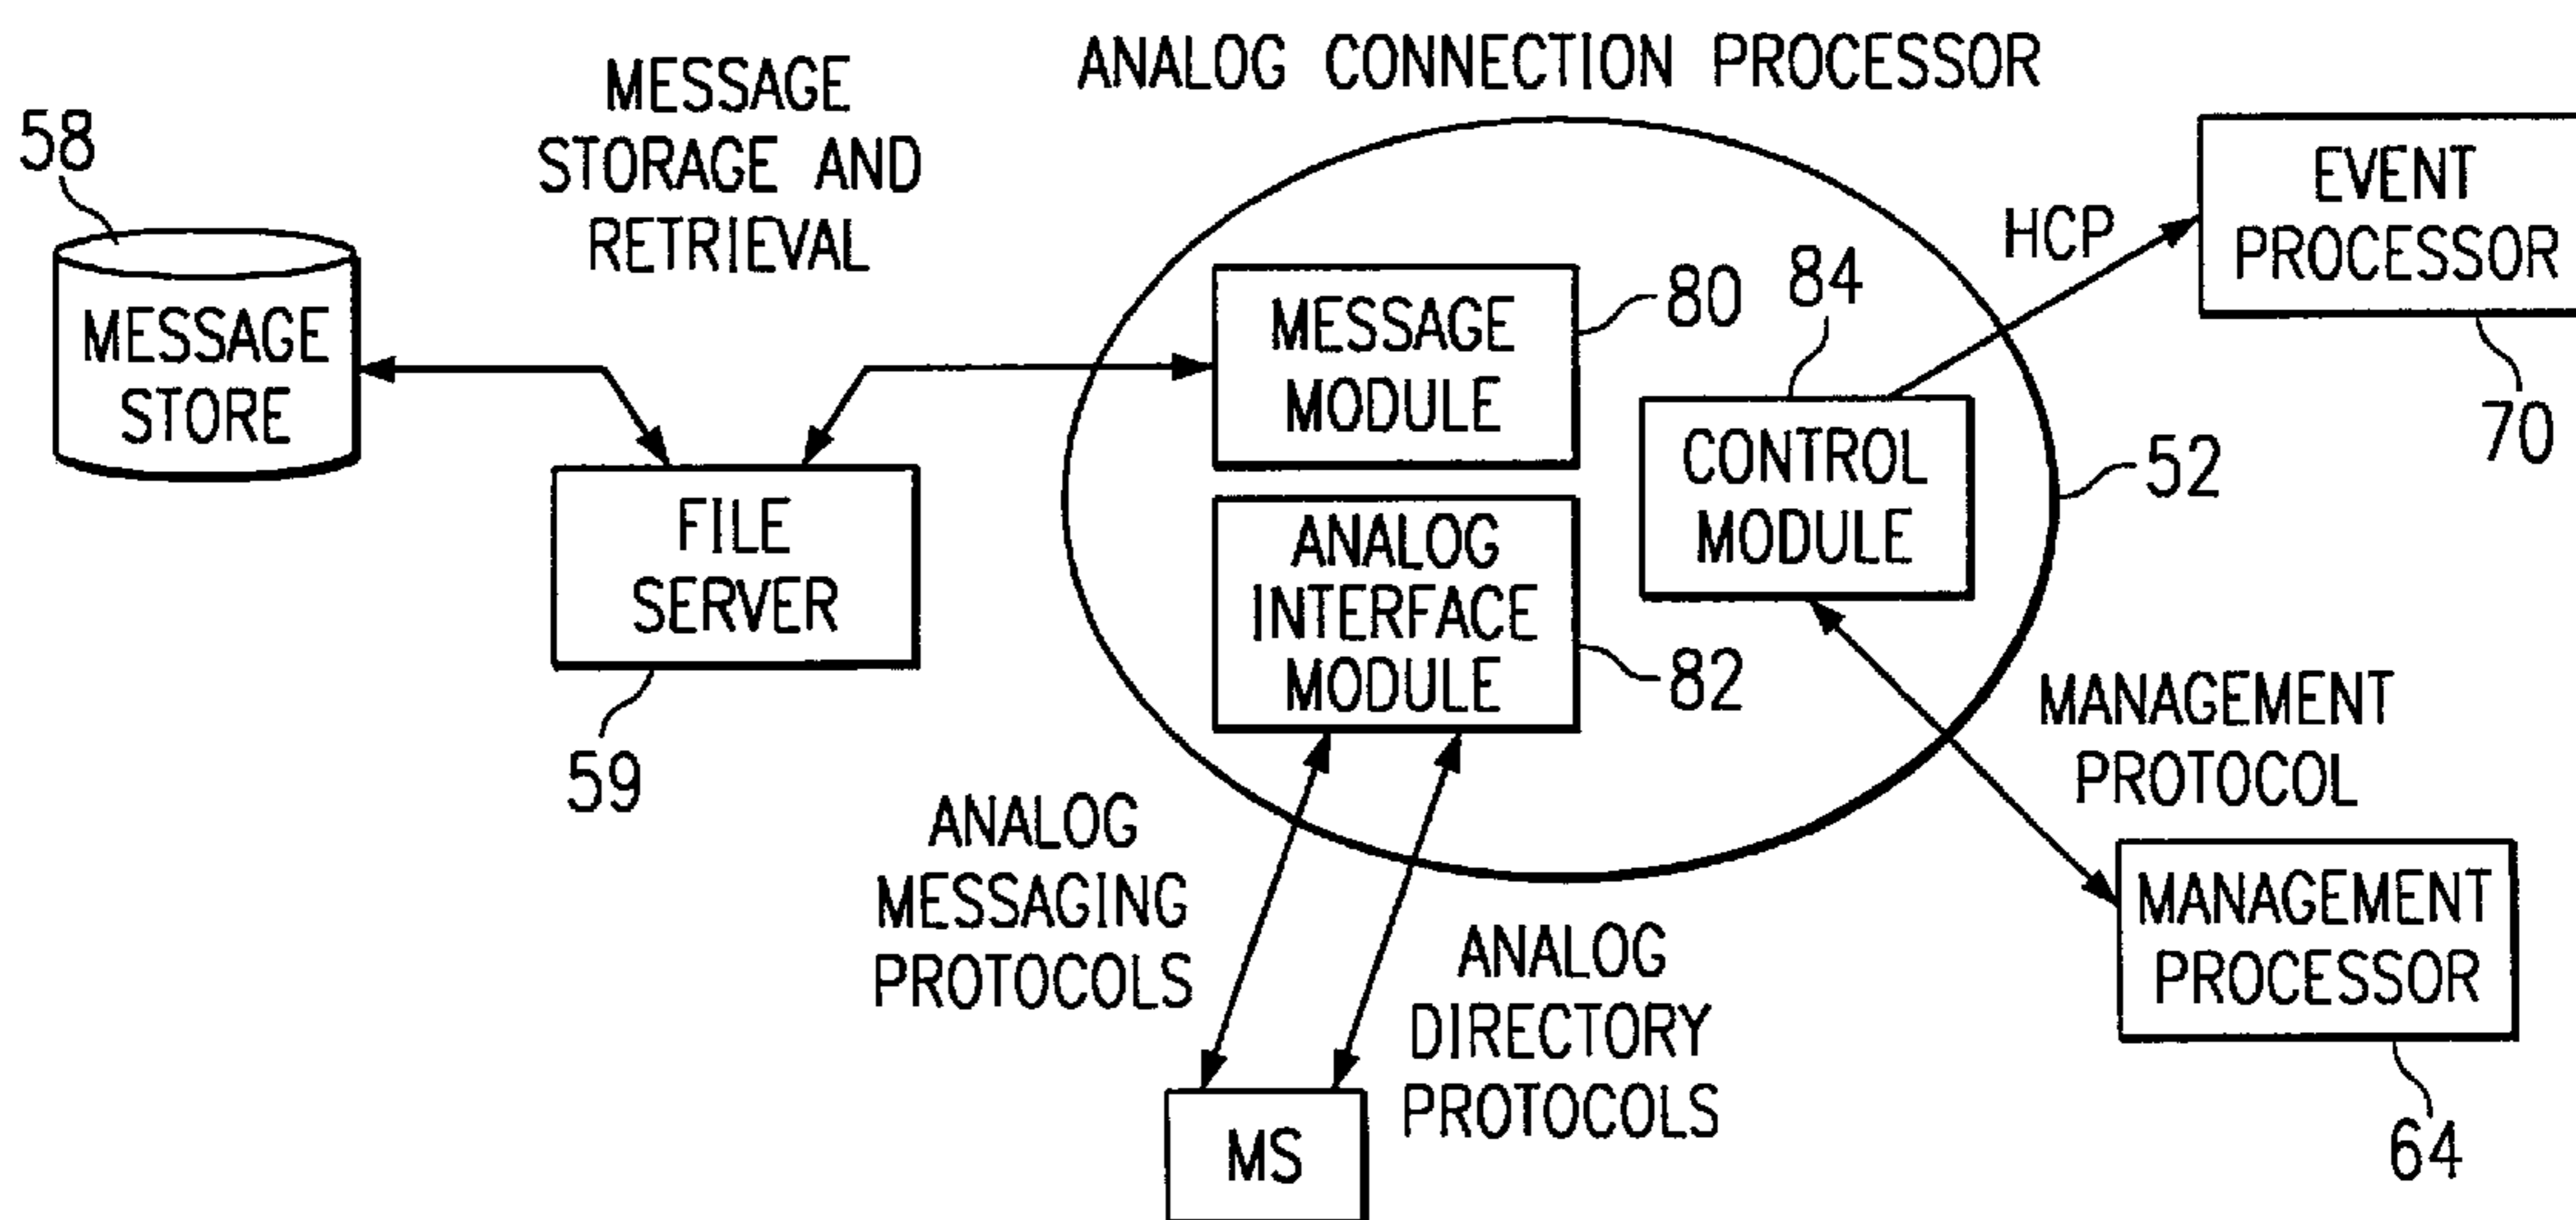 ANALOG CONNECTION PROCESSOR
MESSAGE
STORAGE AND
RETRIEVAL
58
MESSAGE
STORE
FILE
SERVER
59
MESSAGE
MODULE
80
ANALOG
INTERFACE
MODULE
82
84
CONTROL
MODULE
52
HCP
EVENT
PROCESSOR
70
MANAGEMENT
PROTOCOL
MANAGEMENT
PROCESSOR
64
ANALOG
MESSAGING
PROTOCOLS
ANALOG
DIRECTORY
PROTOCOLS
MS